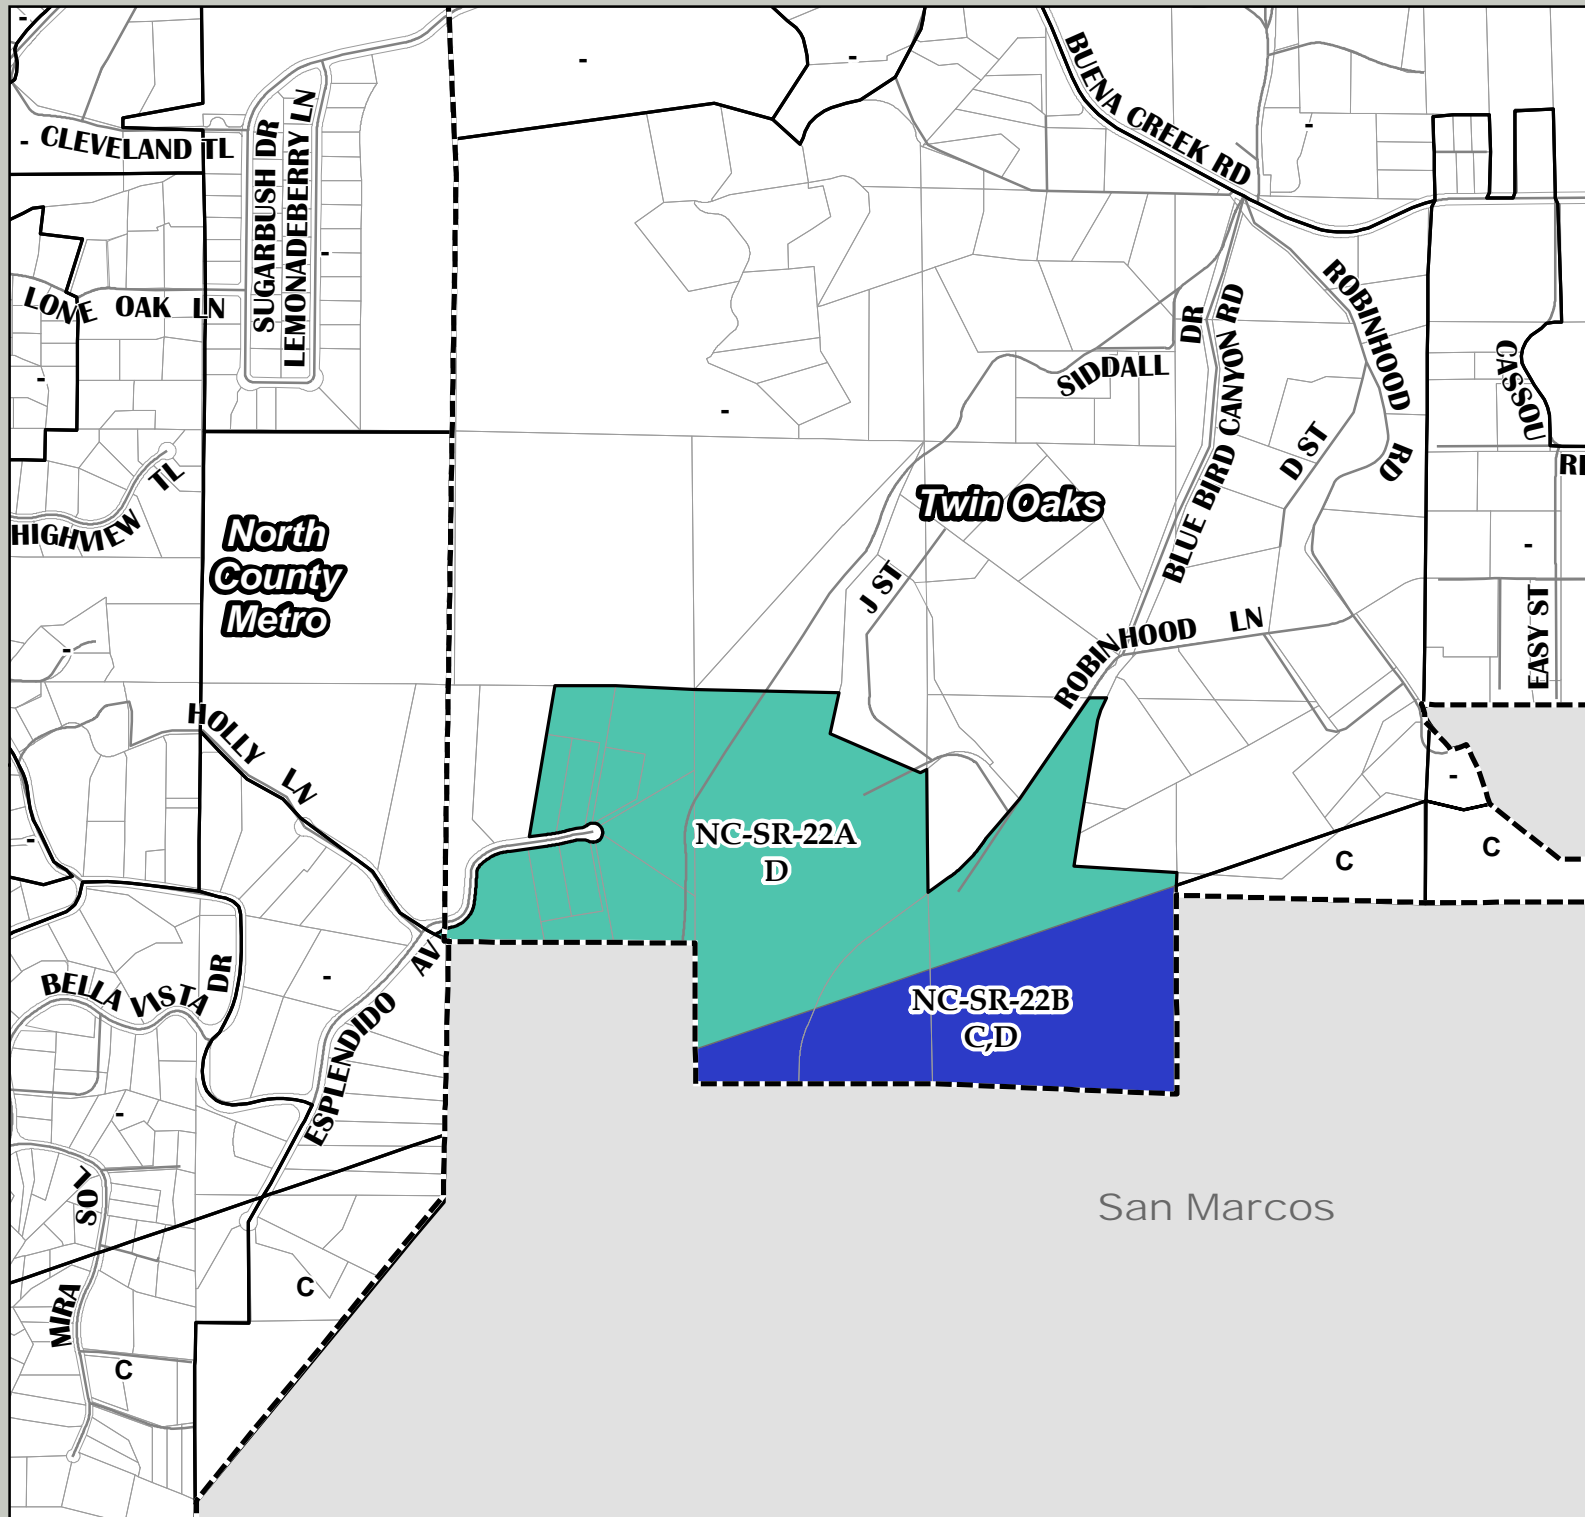 BUENA CREEK RD
CLEVELAND TL
SUGARBUSH DR
LEMONADEBERRY LN
LONE OAK LN
ROBINHOOD RD
SIDDALL DR
BLUE BIRD CANYON RD
CASSOU RD
D ST
HIGHVIEW TL
North
County
Metro
Twin Oaks
J ST
EASY ST
ROBINHOOD LN
HOLLY LN
NC-SR-22A
D
C
C
BELLA VISTA DR
ESPLENDIDO AV
NC-SR-22B
C,D
San Marcos
MIRA LOS
C
C
-
-
-
-
-
-
-
-
-
-
-
-
-
-